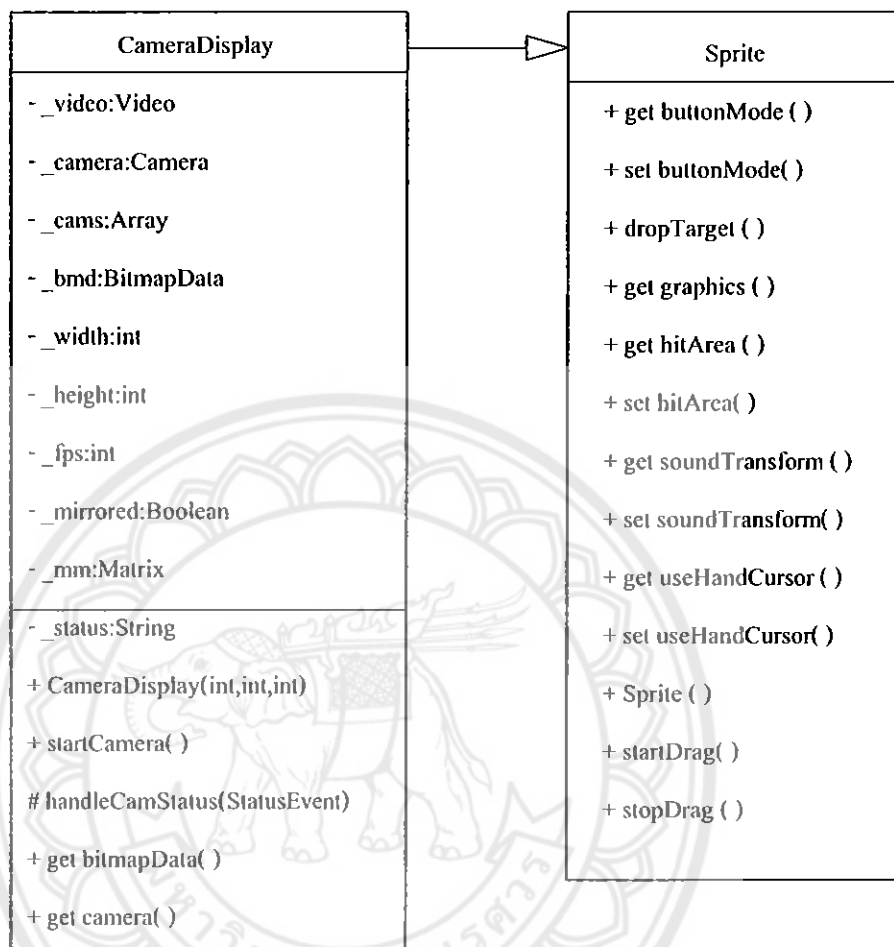 CameraDisplay
- _video:Video
- _camera:Camera
- _cams:Array
- _bmd:BitmapData
- _width:int
- _height:int
- _fps:int
- _mirrored:Boolean
- _mm:Matrix
- _status:String
+ CameraDisplay(int,int,int)
+ startCamera( )
# handleCamStatus(StatusEvent)
+ get bitmapData( )
+ get camera( )
Sprite
+ get buttonMode ( )
+ set buttonMode( )
+ dropTarget ( )
+ get graphics ( )
+ get hitArea ( )
+ set hitArea( )
+ get soundTransform ( )
+ set soundTransform( )
+ get useHandCursor ( )
+ set useHandCursor( )
+ Sprite ( )
+ startDrag( )
+ stopDrag ( )